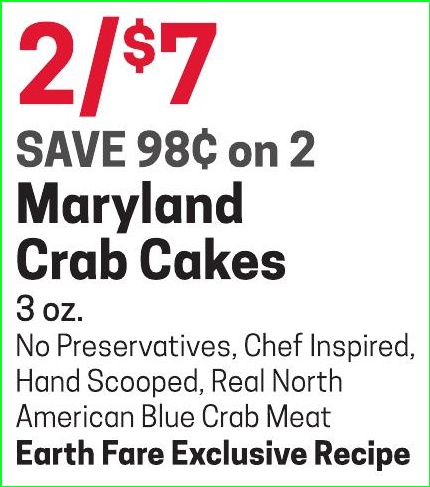 2/$7
SAVE 98¢ on 2
Maryland
Crab Cakes
3 oz.
No Preservatives, Chef Inspired,
Hand Scooped, Real North
American Blue Crab Meat
Earth Fare Exclusive Recipe